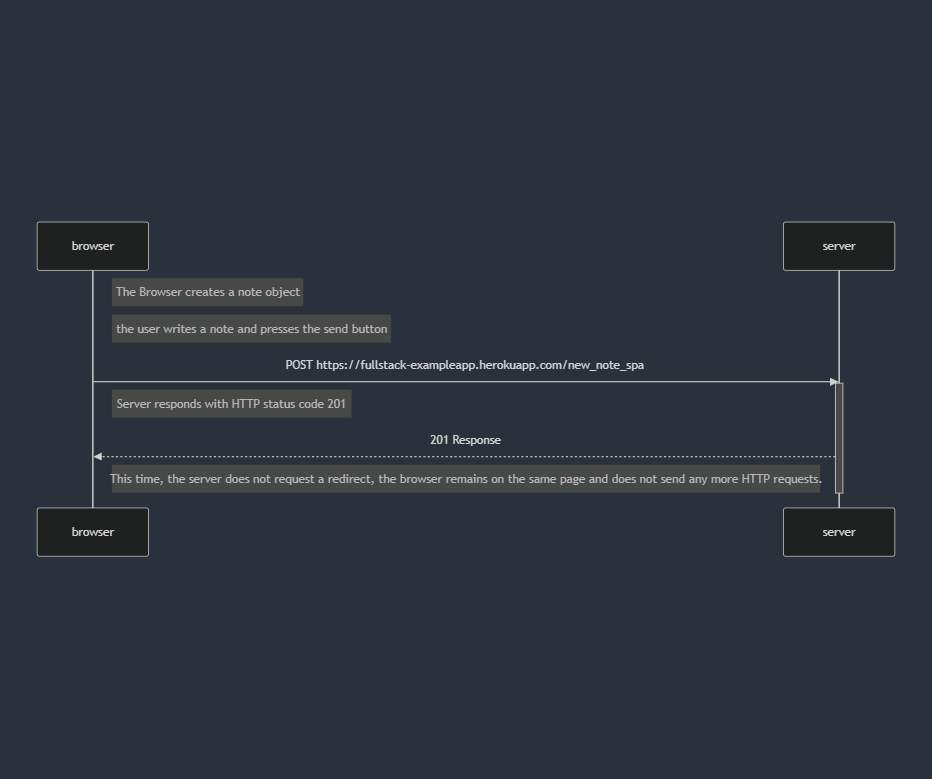 browser
server
The Browser creates a note object
the user writes a note and presses the send button
POST https://fullstack-exampleapp.herokuapp.com/new_note_spa
Server responds with HTTP status code 201
201 Response
This time, the server does not request a redirect, the browser remains on the same page and does not send any more HTTP requests.
browser
server